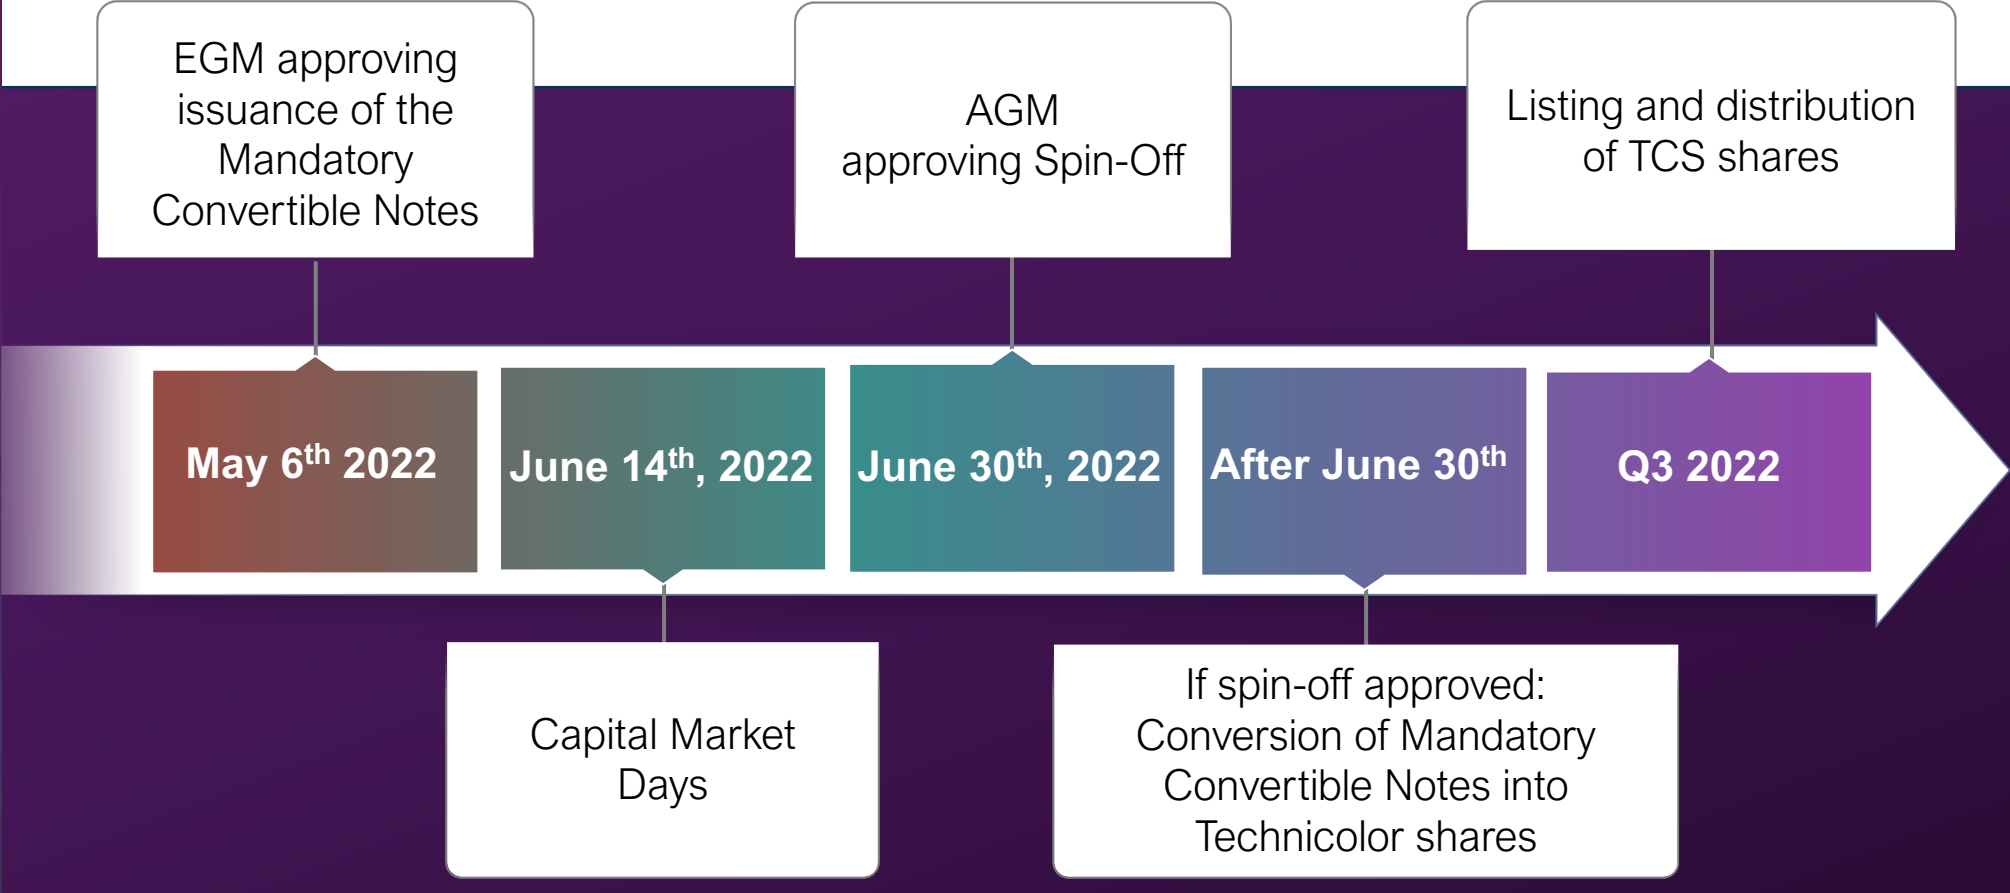 EGM approving
issuance of the
Mandatory
Convertible Notes
AGM
approving Spin-Off
Listing and distribution
of TCS shares
May 6th 2022
June 14th, 2022
June 30th, 2022
After June 30th
Q3 2022
Capital Market
Days
If spin-off approved:
Conversion of Mandatory
Convertible Notes into
Technicolor shares